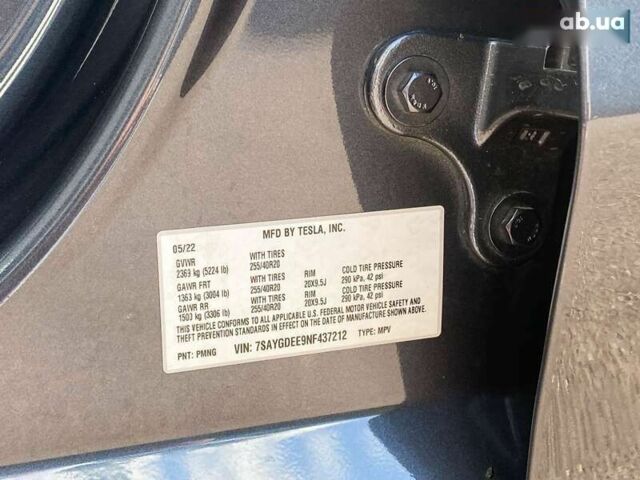 ab.ua
MFD BY TESLA, INC.
05/22
GVWR WITH TIRES
2369 kg (5224 lb) 255/40R20
GAWR FRT WITH TIRES RIM COLD TIRE PRESSURE
1363 kg (3004 lb) 255/40R20 20X9.5J 290 kPa, 42 psi
GAWR RR WITH TIRES RIM COLD TIRE PRESSURE
1500 kg (3306 lb) 255/40R20 20X9.5J 290 kPa, 42 psi
THIS VEHICLE CONFORMS TO ALL APPLICABLE U.S. FEDERAL MOTOR VEHICLE SAFETY AND
THEFT PREVENTION STANDARDS IN EFFECT ON THE DATE OF MANUFACTURE SHOWN ABOVE.
PNT: PMNG VIN: 7SAYGDEE9NF437212 TYPE: MPV